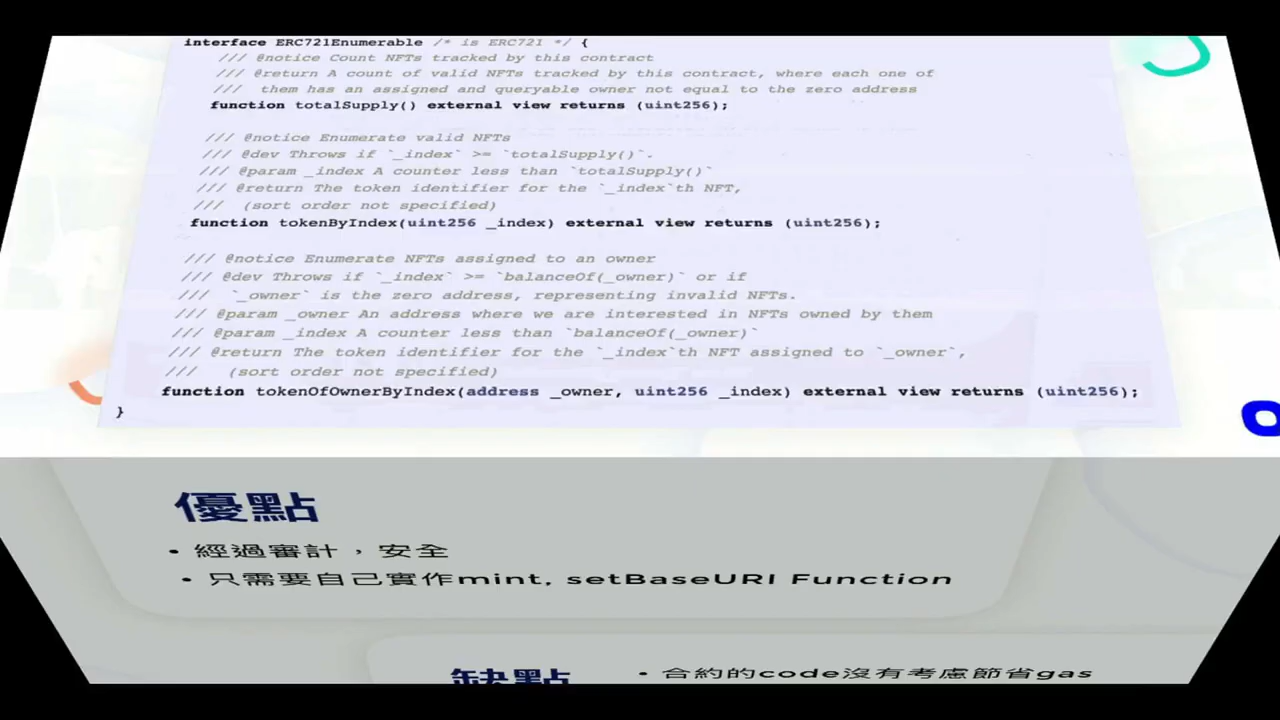 interface ERC721Enumerable /* is ERC721 */ {
/// @notice Count NFTs tracked by this contract
/// @return A count of valid NFTs tracked by this contract, where each one of
/// them has an assigned and queryable owner not equal to the zero address
function totalSupply() external view returns (uint256);
/// @notice Enumerate valid NFTs
/// @dev Throws if `_index` >= `totalSupply()`.
/// @param _index A counter less than `totalSupply()`
/// @return The token identifier for the `_index`th NFT,
/// (sort order not specified)
function tokenByIndex(uint256 _index) external view returns (uint256);
/// @notice Enumerate NFTs assigned to an owner
/// @dev Throws if `_index` >= `balanceOf(_owner)` or if
/// `_owner` is the zero address, representing invalid NFTs.
/// @param _owner An address where we are interested in NFTs owned by them
/// @param _index A counter less than `balanceOf(_owner)`
/// @return The token identifier for the `_index`th NFT assigned to `_owner`,
/// (sort order not specified)
function tokenOfOwnerByIndex(address _owner, uint256 _index) external view returns (uint256);
}
優點
• 經過審計，安全
• 只需要自己實作mint, setBaseURI Function
缺點
• 合約的code沒有考慮節省gas